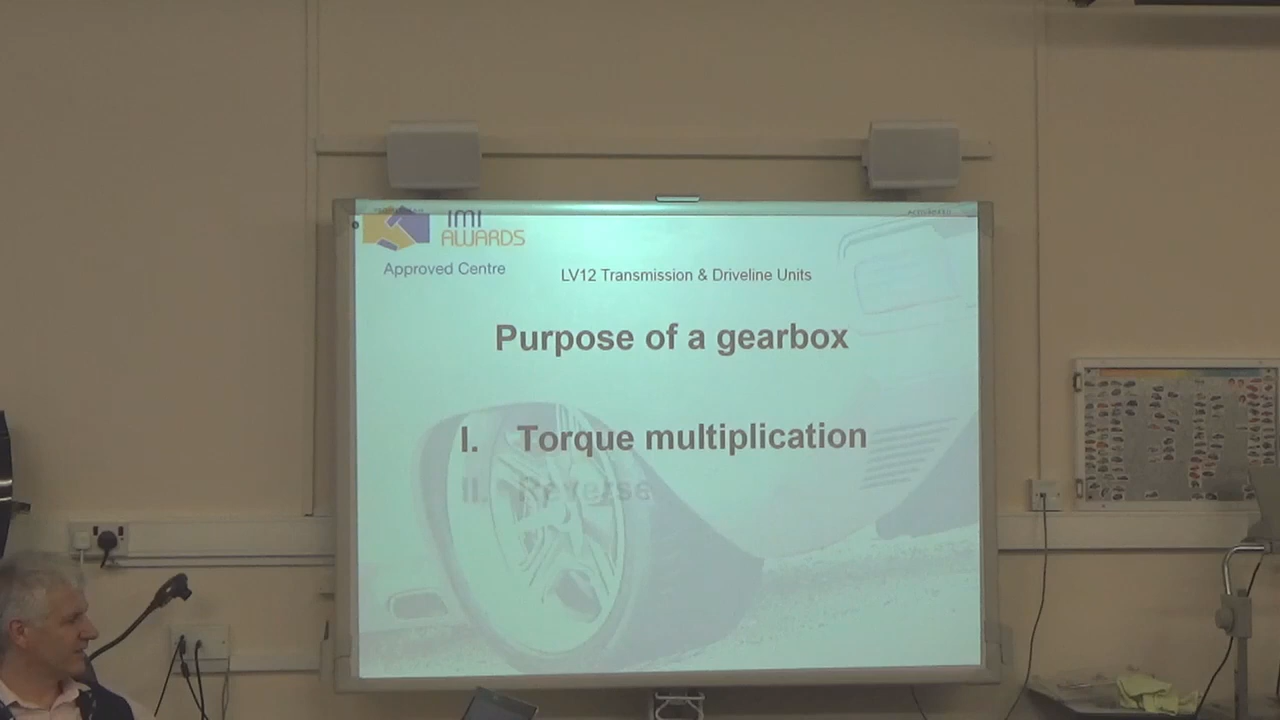 IMI
AWARDS
Approved Centre
LV12 Transmission & Driveline Units
Purpose of a gearbox
I. Torque multiplication
II. Reverse